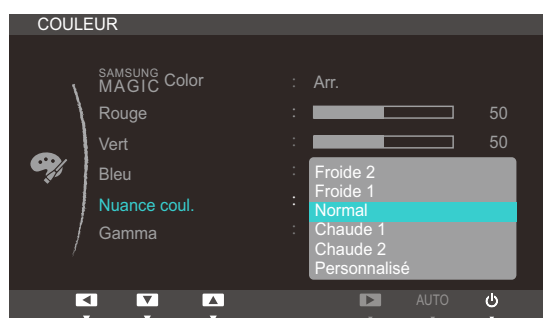 COULEUR
SAMSUNG MAGIC Color : Arr.
Rouge : 50
Vert : 50
Bleu :
Froide 2
Froide 1
Nuance coul. :
Normal
Gamma :
Chaude 1
Chaude 2
Personnalisé
AUTO